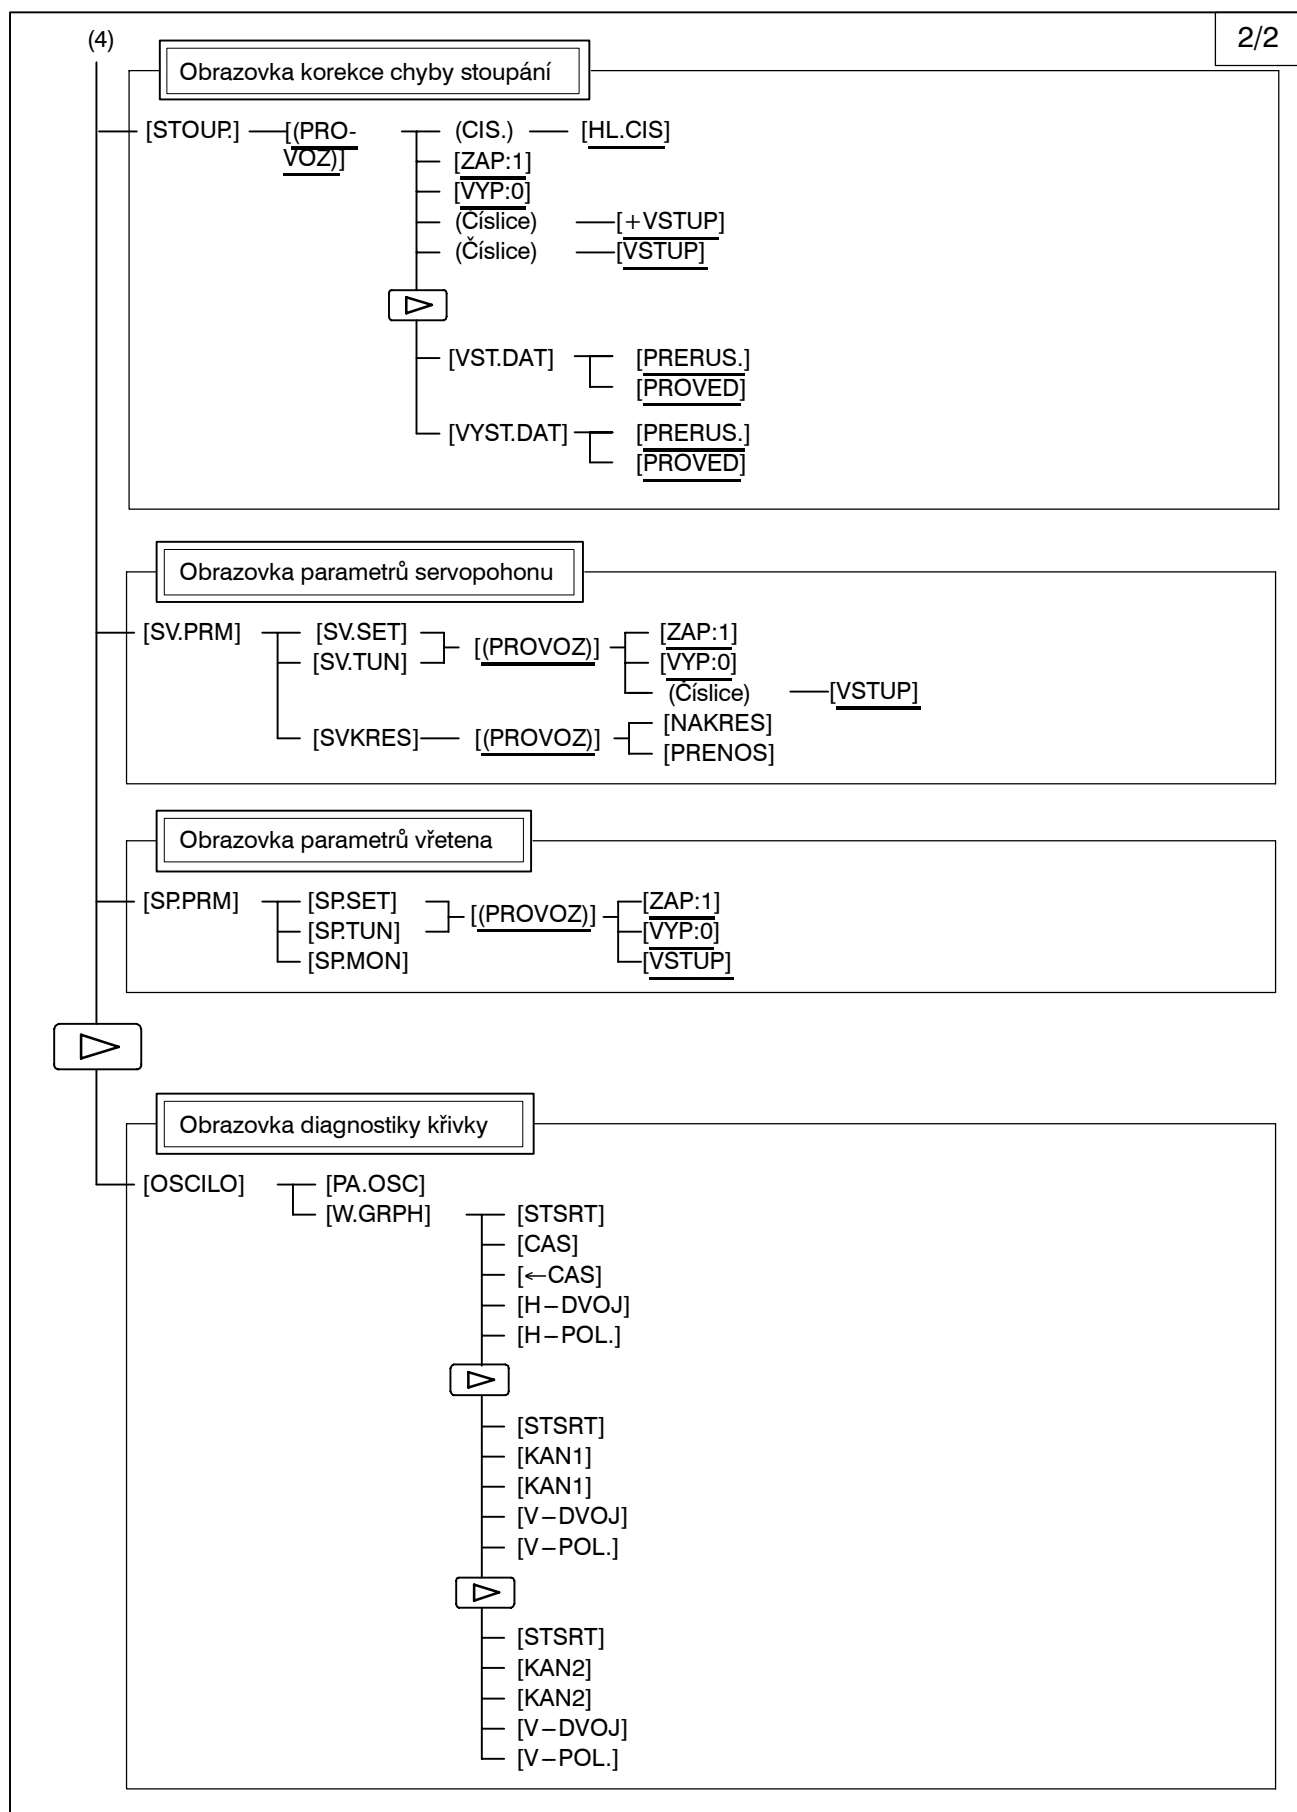 (4)
2/2
Obrazovka korekce chyby stoupání
[STOUP.] [(PRO- (CIS.) [HL.CIS]
VOZ)] [ZAP:1]
[VYP:0]
(Číslice) [+VSTUP]
(Číslice) [VSTUP]
[VST.DAT] [PRERUS.]
[PROVED]
[VYST.DAT] [PRERUS.]
[PROVED]
Obrazovka parametrů servopohonu
[SV.PRM] [SV.SET] [(PROVOZ)] [ZAP:1]
[SV.TUN] [VYP:0]
(Číslice) [VSTUP]
[SVKRES] [(PROVOZ)] [NAKRES]
[PRENOS]
Obrazovka parametrů vřetena
[SP.PRM] [SP.SET] [(PROVOZ)] [ZAP:1]
[SP.TUN] [VYP:0]
[SP.MON] [VSTUP]
Obrazovka diagnostiky křivky
[OSCILO] [PA.OSC]
[W.GRPH] [STSRT]
[CAS]
[←CAS]
[H–DVOJ]
[H–POL.]
[STSRT]
[KAN1]
[KAN1]
[V–DVOJ]
[V–POL.]
[STSRT]
[KAN2]
[KAN2]
[V–DVOJ]
[V–POL.]